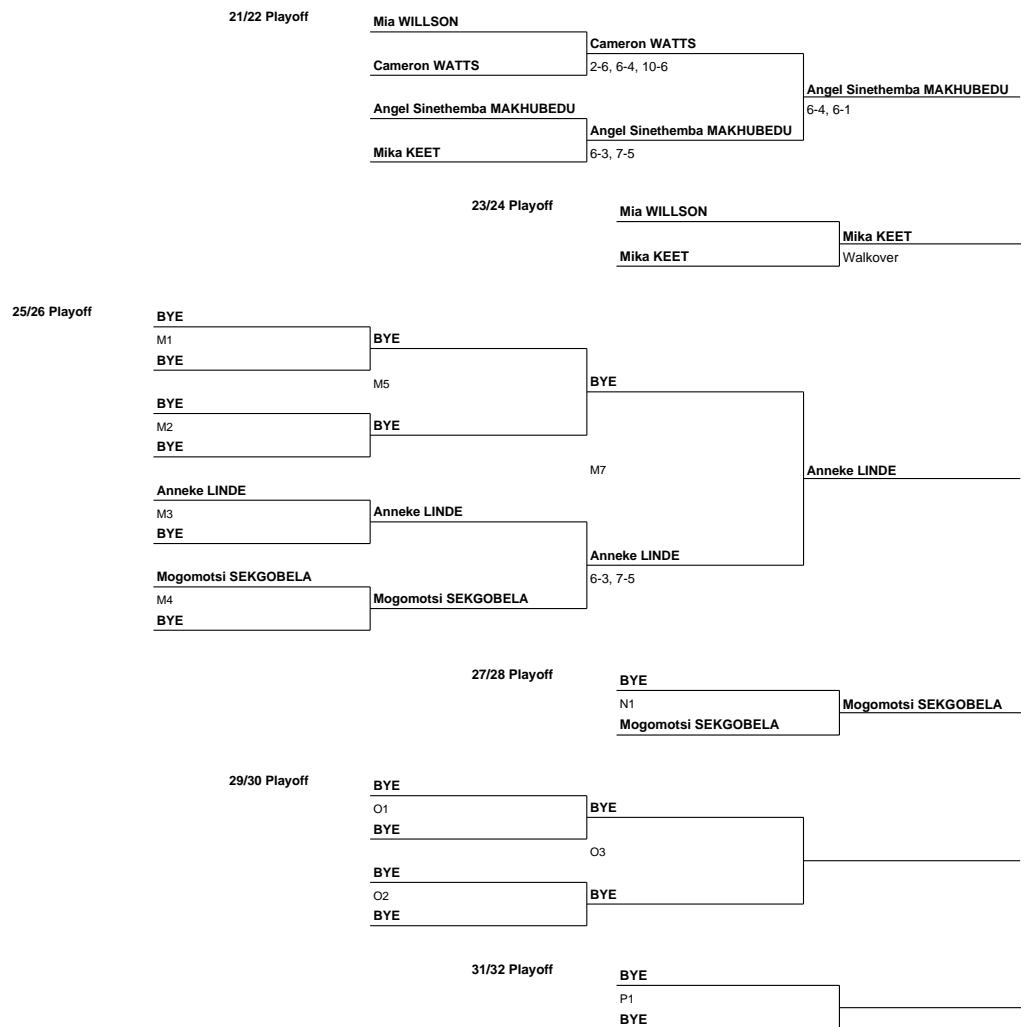 21/22 Playoff
Mia WILLSON
Cameron WATTS
Cameron WATTS
2-6, 6-4, 10-6
Angel Sinethemba MAKHUBEDU
6-4, 6-1
Angel Sinethemba MAKHUBEDU
Angel Sinethemba MAKHUBEDU
Mika KEET
6-3, 7-5
23/24 Playoff
Mia WILLSON
Mika KEET
Mika KEET
Walkover
25/26 Playoff
BYE
M1
BYE
BYE
M5
BYE
BYE
M2
BYE
BYE
M7
Anneke LINDE
Anneke LINDE
M3
Anneke LINDE
BYE
Anneke LINDE
6-3, 7-5
Mogomotsi SEKGOBELA
M4
Mogomotsi SEKGOBELA
BYE
27/28 Playoff
BYE
N1
Mogomotsi SEKGOBELA
Mogomotsi SEKGOBELA
29/30 Playoff
BYE
O1
BYE
BYE
O3
BYE
O2
BYE
BYE
31/32 Playoff
BYE
P1
BYE